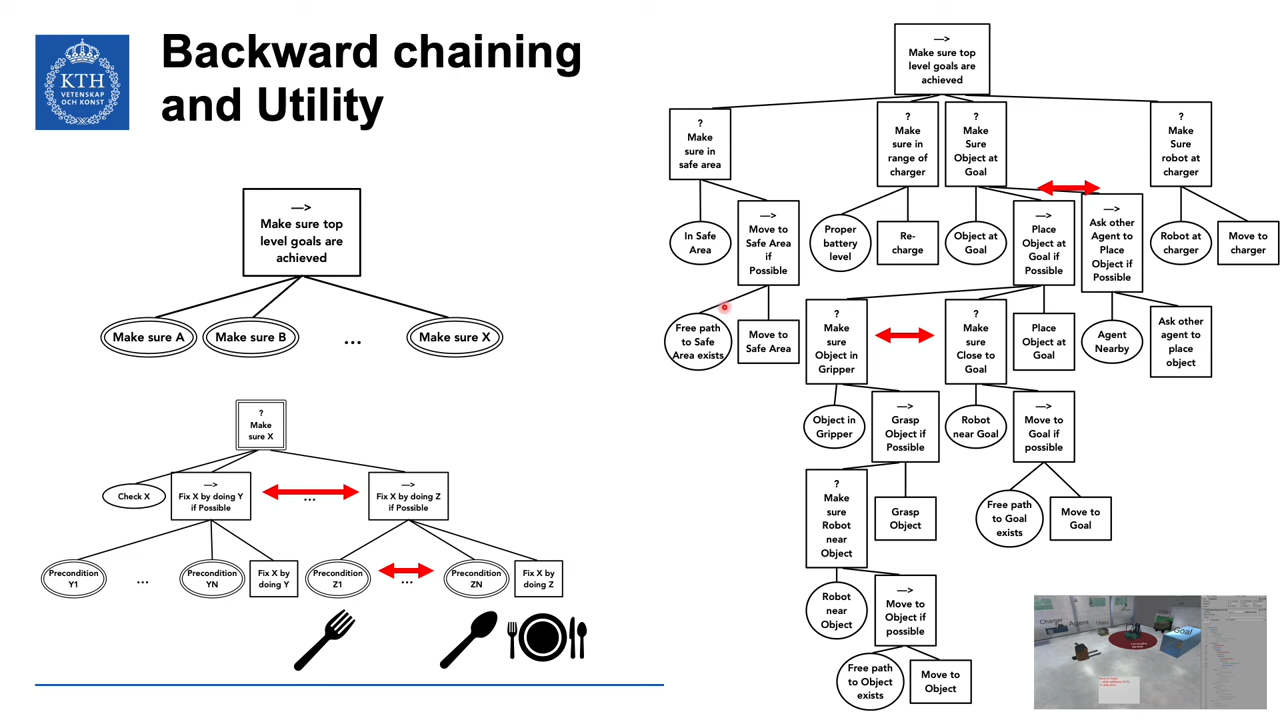 Backward chaining
and Utility
KTH
VETENSKAP
OCH KONST
—>
Make sure top
level goals are
achieved
Make sure A
Make sure B
...
Make sure X
?
Make
sure X
Check X
—>
Fix X by doing Y
if Possible
...
—>
Fix X by doing Z
if Possible
Precondition
Y1
...
Precondition
YN
Fix X by
doing Y
Precondition
Z1
...
Precondition
ZN
Fix X by
doing Z
—>
Make sure top
level goals are
achieved
?
Make
sure in
safe area
?
Make
sure in
range of
charger
?
Make
Sure
Object at
Goal
?
Make
Sure
robot at
charger
In Safe
Area
—>
Move to
Safe Area
if
Possible
Proper
battery
level
Re-
charge
Object at
Goal
—>
Place
Object at
Goal if
Possible
—>
Ask other
Agent to
Place
Object if
Possible
Robot at
charger
Move to
charger
Free path
to Safe
Area exists
Move to
Safe Area
?
Make
sure
Object in
Gripper
?
Make
sure
Close to
Goal
Place
Object at
Goal
Agent
Nearby
Ask other
agent to
place
object
Object in
Gripper
—>
Grasp
Object if
Possible
Robot
near Goal
—>
Move to
Goal if
possible
?
Make
sure
Robot
near
Object
Grasp
Object
Free path
to Goal
exists
Move to
Goal
Robot
near
Object
—>
Move to
Object if
possible
Free path
to Object
exists
Move to
Object
Charger
Agent
Object
Goal